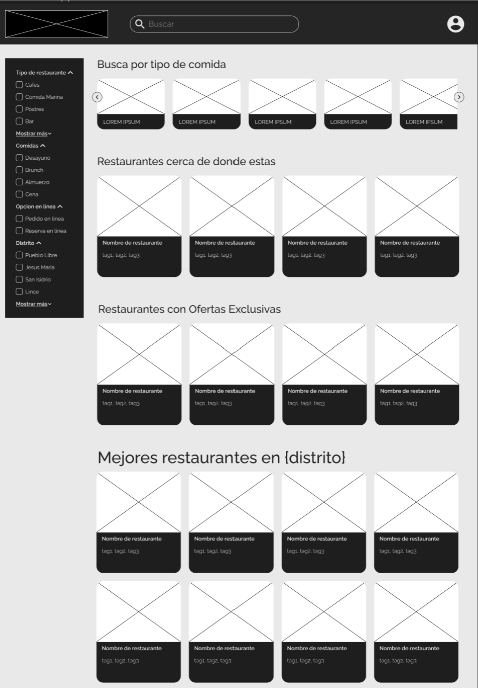 Buscar
Tipo de restaurante
Cafes
Comida Marina
Postres
Bar
Mostrar más
Comidas
Desayuno
Brunch
Almuerzo
Cena
Opcion en linea
Pedido en linea
Reserva en linea
Distrito
Pueblo Libre
Jesus Maria
San isidrio
Lince
Mostrar más
Busca por tipo de comida
LOREM IPSUM LOREM IPSUM LOREM IPSUM LOREM IPSUM LOREM IPSUM
Restaurantes cerca de donde estas
Nombre de restaurante Nombre de restaurante Nombre de restaurante Nombre de restaurante
tag1, tag2, tag3 tag1, tag2, tag3 tag1, tag2, tag3 tag1, tag2, tag3
Restaurantes con Ofertas Exclusivas
Nombre de restaurante Nombre de restaurante Nombre de restaurante Nombre de restaurante
tag1, tag2, tag3 tag1, tag2, tag3 tag1, tag2, tag3 tag1, tag2, tag3
Mejores restaurantes en {distrito}
Nombre de restaurante Nombre de restaurante Nombre de restaurante Nombre de restaurante
tag1, tag2, tag3 tag1, tag2, tag3 tag1, tag2, tag3 tag1, tag2, tag3
Nombre de restaurante Nombre de restaurante Nombre de restaurante Nombre de restaurante
tag1, tag2, tag3 tag1, tag2, tag3 tag1, tag2, tag3 tag1, tag2, tag3